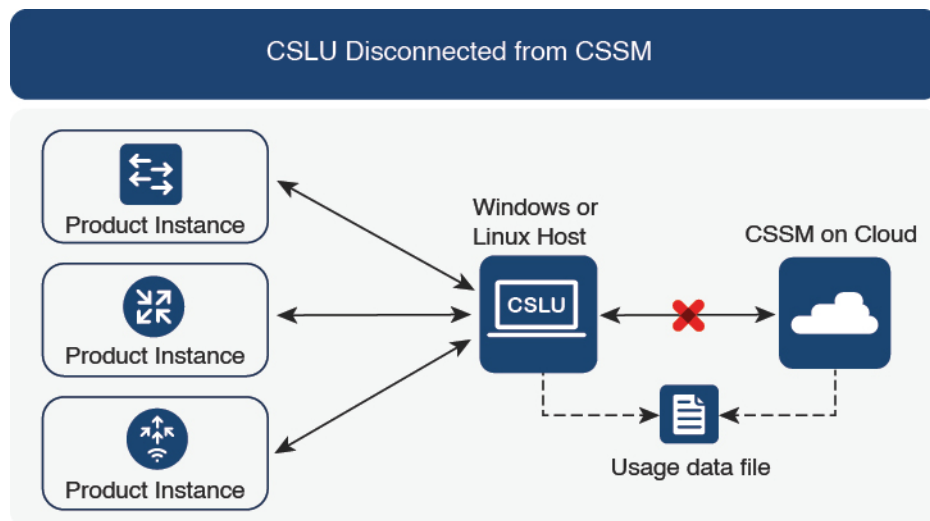 CSLU Disconnected from CSSM
Product Instance
Product Instance
Product Instance
Windows or
Linux Host
CSLU
CSSM on Cloud
Usage data file